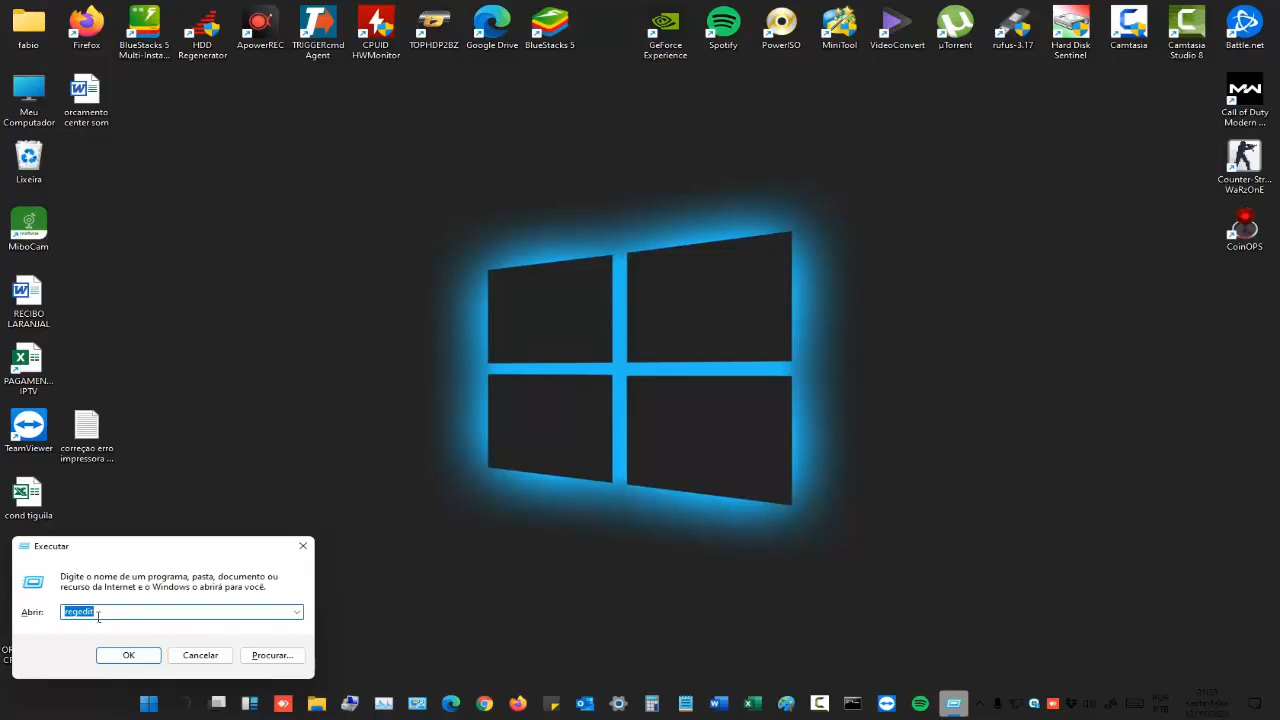 fabio
Firefox
BlueStacks 5
Multi-Insta...
HDD
Regenerator
ApowerREC
TRIGGERcmd
Agent
CPUID
HWMonitor
TOPHDP2BZ
Google Drive
BlueStacks 5
GeForce
Experience
Spotify
PowerISO
MiniTool
VideoConvert
µTorrent
rufus-3.17
Hard Disk
Sentinel
Camtasia
Camtasia
Studio 8
Battle.net
Meu
Computador
orcamento
center som
Call of Duty
Modern ...
Lixeira
Counter-Str...
WaRzOnE
MiboCam
CoinOPS
RECIBO
LARANJAL
PAGAMEN...
IPTV
TeamViewer
correçao erro
impressora ...
cond tiguila
Executar
Digite o nome de um programa, pasta, documento ou
recurso da Internet e o Windows o abrirá para você.
Abrir:
regedit
OK
Cancelar
Procurar...